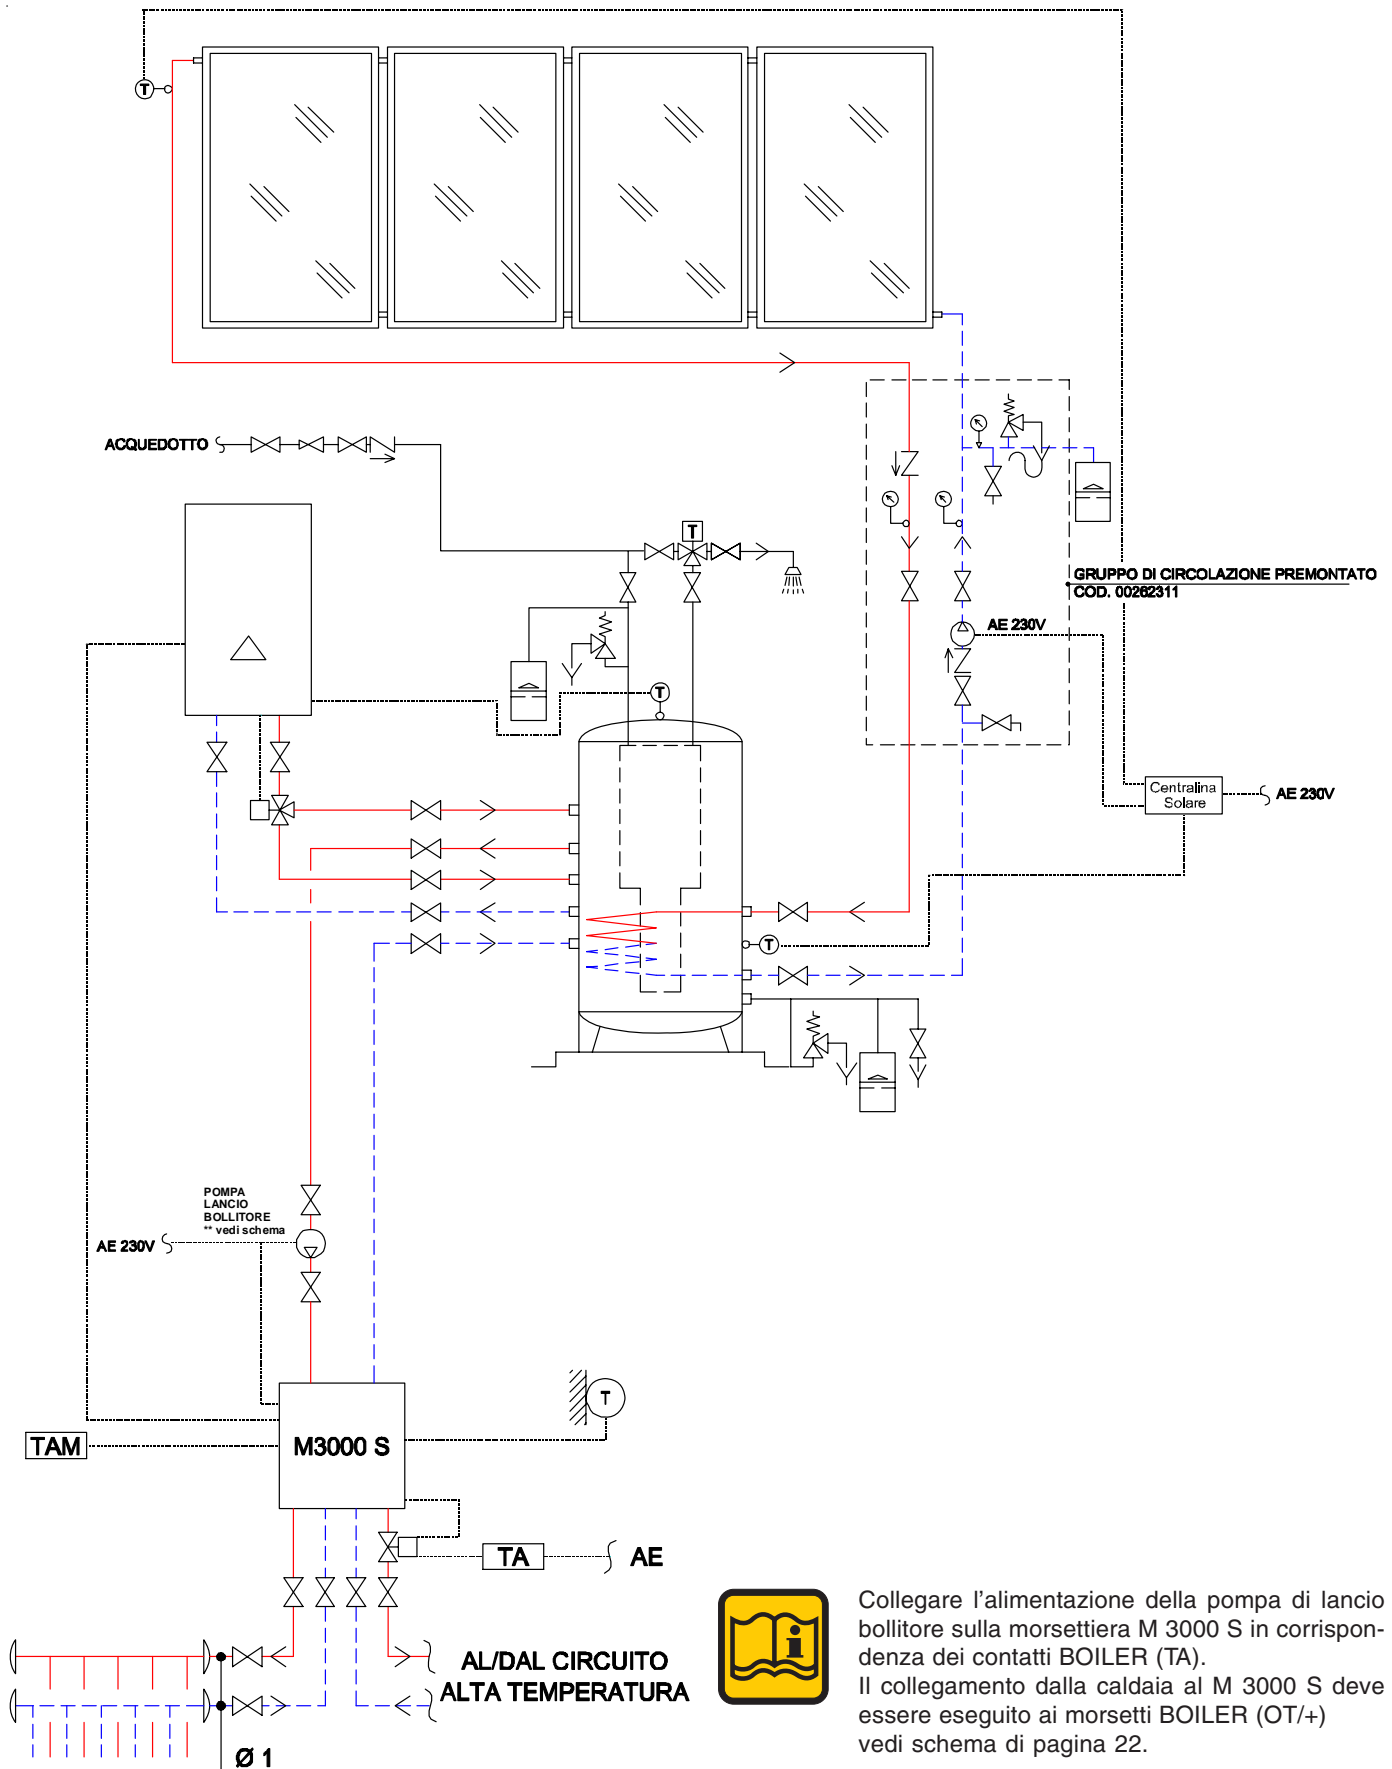 T
ACQUEDOTTO
T
GRUPPO DI CIRCOLAZIONE PREMONTATO
COD. 00262311
AE 230V
T
Centralina
Solare
AE 230V
T
POMPA
LANCIO
BOLLITORE
** vedi schema
AE 230V
T
TAM
M3000 S
TA
AE
AL/DAL CIRCUITO
ALTA TEMPERATURA
Ø 1
i
Collegare l'alimentazione della pompa di lancio
bollitore sulla morsettiera M 3000 S in corrispon-
denza dei contatti BOILER (TA).
Il collegamento dalla caldaia al M 3000 S deve
essere eseguito ai morsetti BOILER (OT/+)
vedi schema di pagina 22.